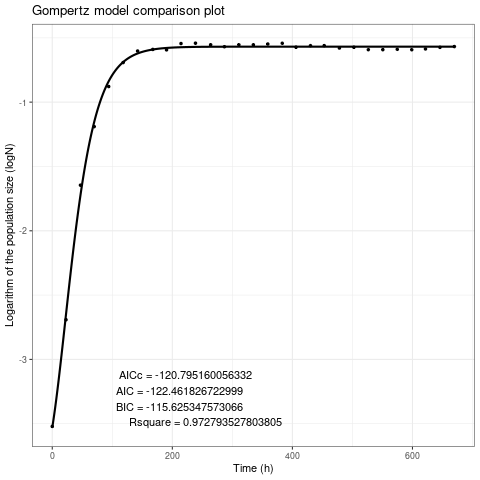 Gompertz model comparison plot
Logarithm of the population size (logN)
-1
-2
-3
AICc = -120.795160056332
AIC = -122.461826722999
BIC = -115.625347573066
Rsquare = 0.972793527803805
0
200
400
600
Time (h)